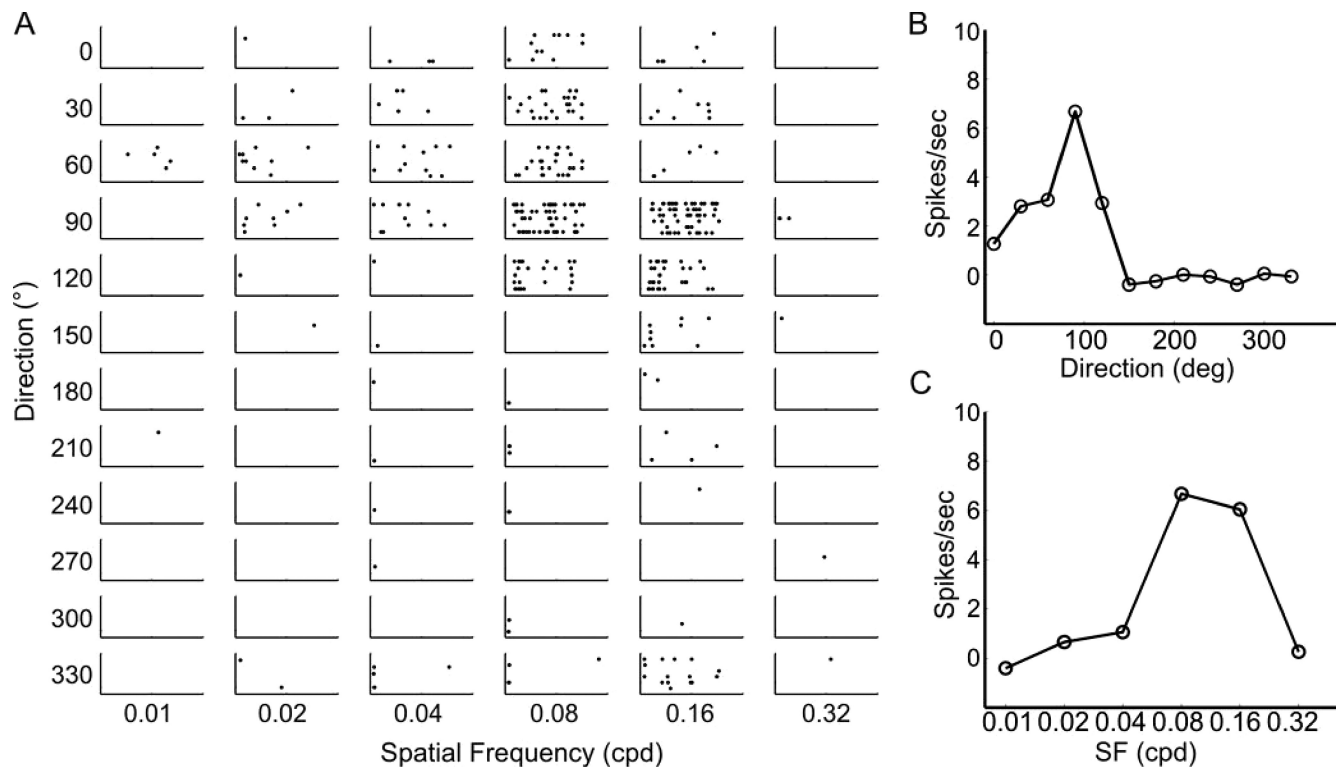 A
Direction (°)
0
30
60
90
120
150
180
210
240
270
300
330
0.01 0.02 0.04 0.08 0.16 0.32
Spatial Frequency (cpd)
B
Spikes/sec
10
8
6
4
2
0
0 100 200 300
Direction (deg)
C
Spikes/sec
10
8
6
4
2
0
0.01 0.02 0.04 0.08 0.16 0.32
SF (cpd)